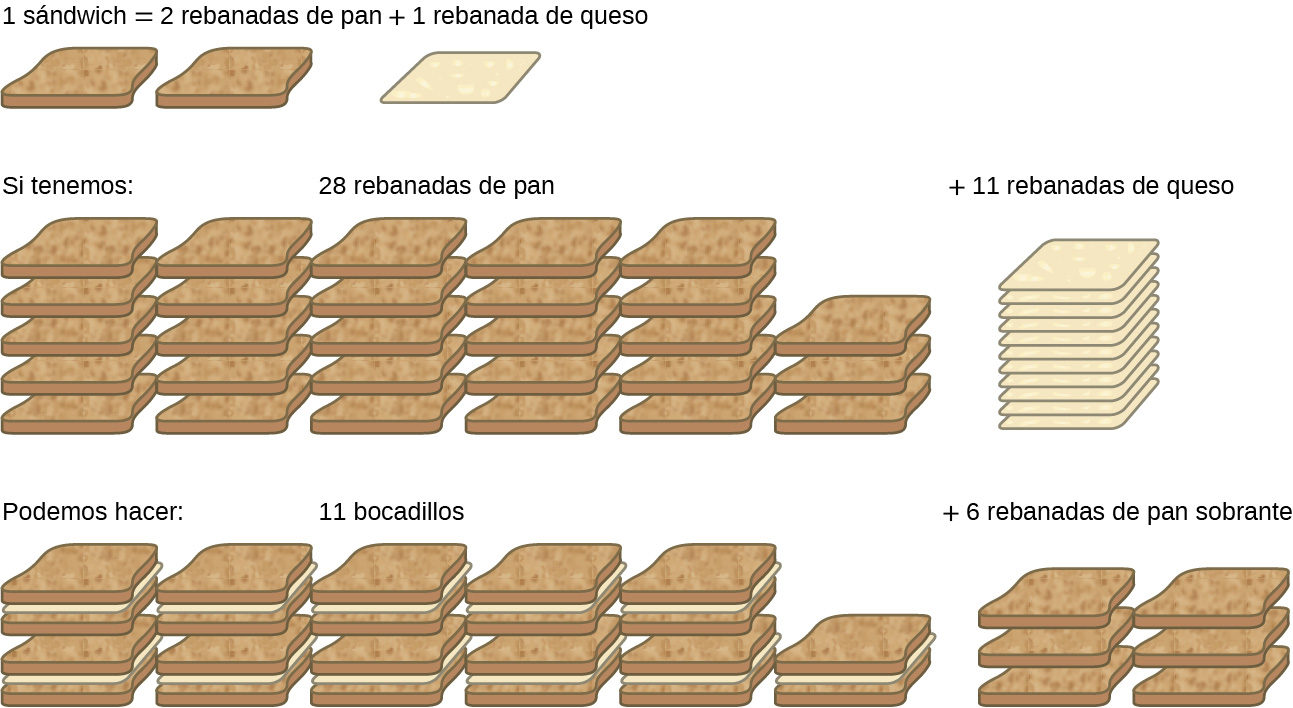 1 sándwich = 2 rebanadas de pan + 1 rebanada de queso
Si tenemos: 28 rebanadas de pan + 11 rebanadas de queso
Podemos hacer: 11 bocadillos + 6 rebanadas de pan sobrante